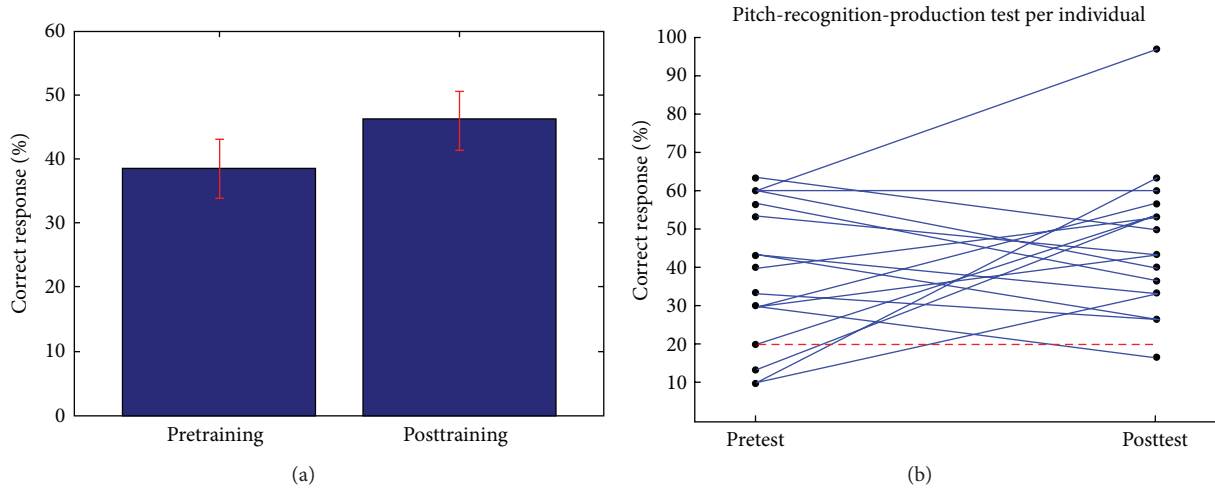 60
50
40
30
20
10
0
Correct response (%)
Pretraining
Posttraining
(a)
Pitch-recognition-production test per individual
100
90
80
70
60
50
40
30
20
10
Correct response (%)
Pretest
Posttest
(b)